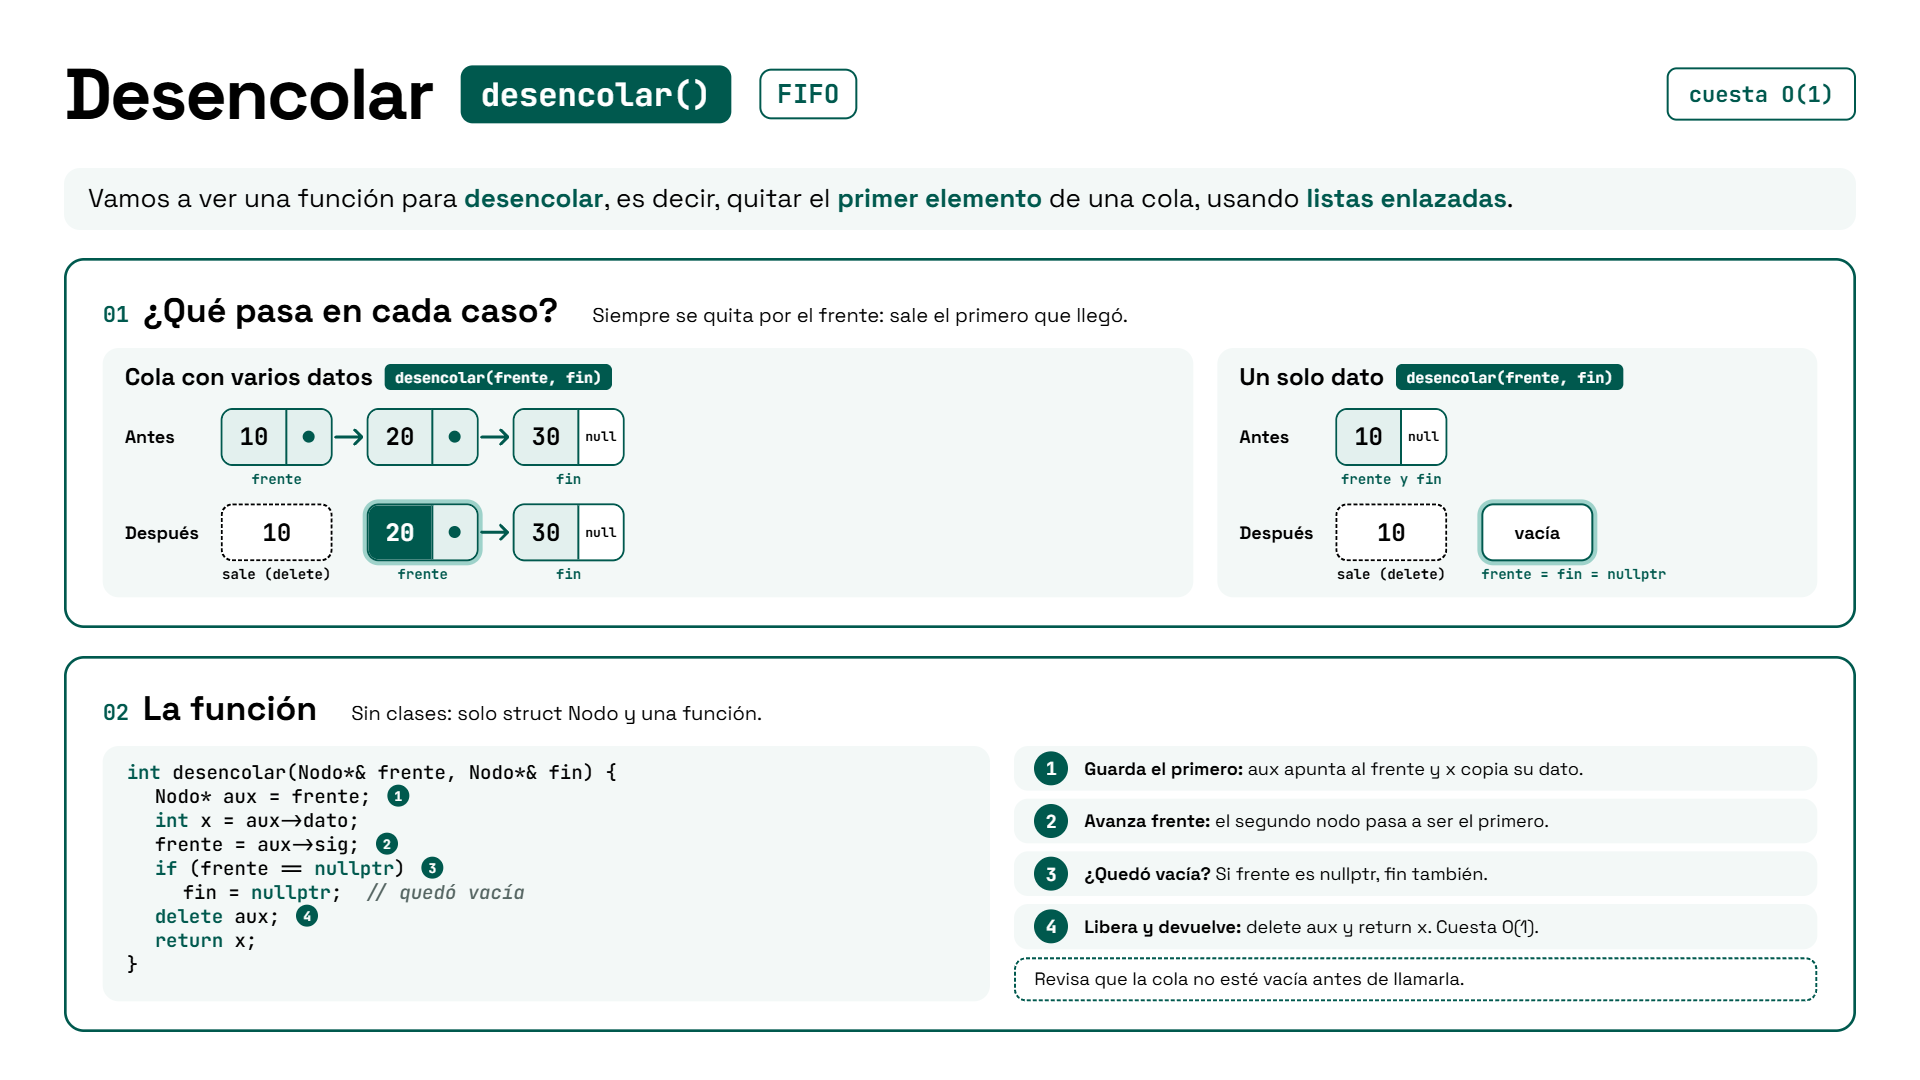 Desencolar desencolar() FIFO cuesta O(1)
Vamos a ver una función para desencolar, es decir, quitar el primer elemento de una cola, usando listas enlazadas.
01 ¿Qué pasa en cada caso? Siempre se quita por el frente: sale el primero que llegó.
Cola con varios datos desencolar(frente, fin)
Antes 10 20 30 null
frente fin
Después 10 20 30 null
sale (delete) frente fin
Un solo dato desencolar(frente, fin)
Antes 10 null
frente y fin
Después 10 vacía
sale (delete) frente = fin = nullptr
02 La función Sin clases: solo struct Nodo y una función.
int desencolar(Nodo*& frente, Nodo*& fin) {
Nodo* aux = frente; 1
int x = aux->dato;
frente = aux->sig; 2
if (frente == nullptr) 3
fin = nullptr; // quedó vacía
delete aux; 4
return x;
}
1 Guarda el primero: aux apunta al frente y x copia su dato.
2 Avanza frente: el segundo nodo pasa a ser el primero.
3 ¿Quedó vacía? Si frente es nullptr, fin también.
4 Libera y devuelve: delete aux y return x. Cuesta O(1).
Revisa que la cola no esté vacía antes de llamarla.